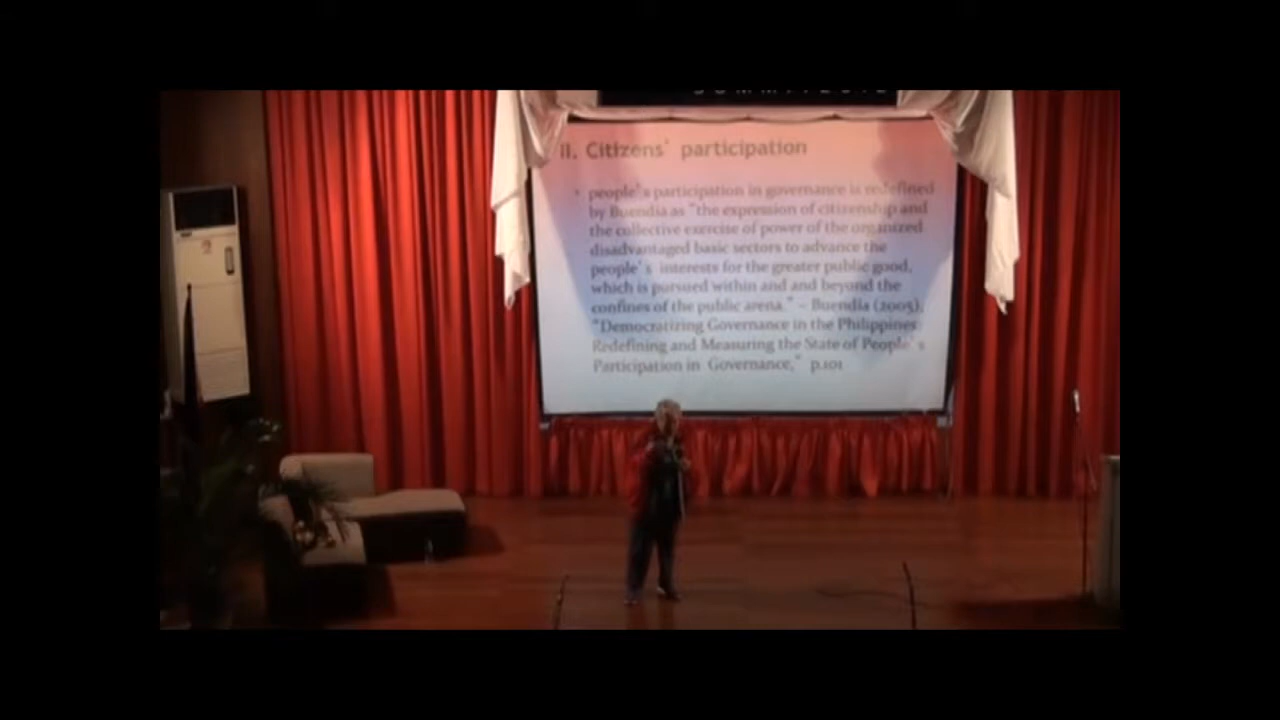 ii. Citizens' participation
• people's participation in governance is redefined
by Buendia as "the expression of citizenship and
the collective exercise of power of the organized
disadvantaged basic sectors to advance the
people's interests for the greater public good,
which is pursued within and and beyond the
confines of the public arena." – Buendia (2005),
"Democratizing Governance in the Philippines:
Redefining and Measuring the State of People's
Participation in Governance," p.101